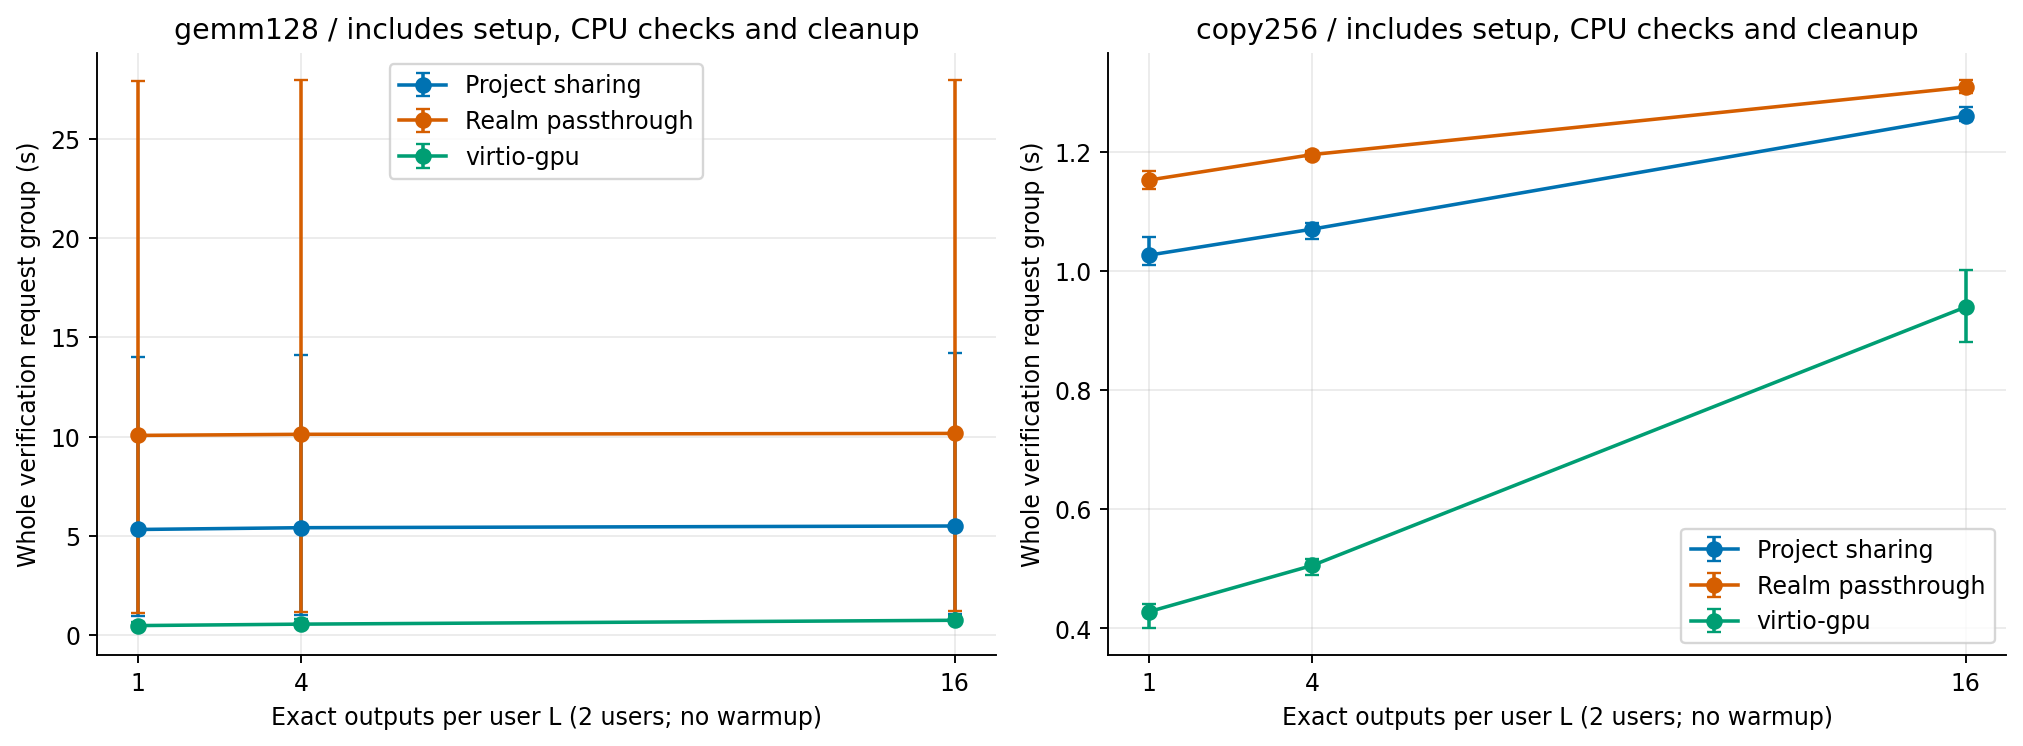 gemm128 / includes setup, CPU checks and cleanup
Whole verification request group (s)
25
20
15
10
5
0
Project sharing
Realm passthrough
virtio-gpu
1
4
16
Exact outputs per user L (2 users; no warmup)
copy256 / includes setup, CPU checks and cleanup
Whole verification request group (s)
1.2
1.0
0.8
0.6
0.4
Project sharing
Realm passthrough
virtio-gpu
1
4
16
Exact outputs per user L (2 users; no warmup)